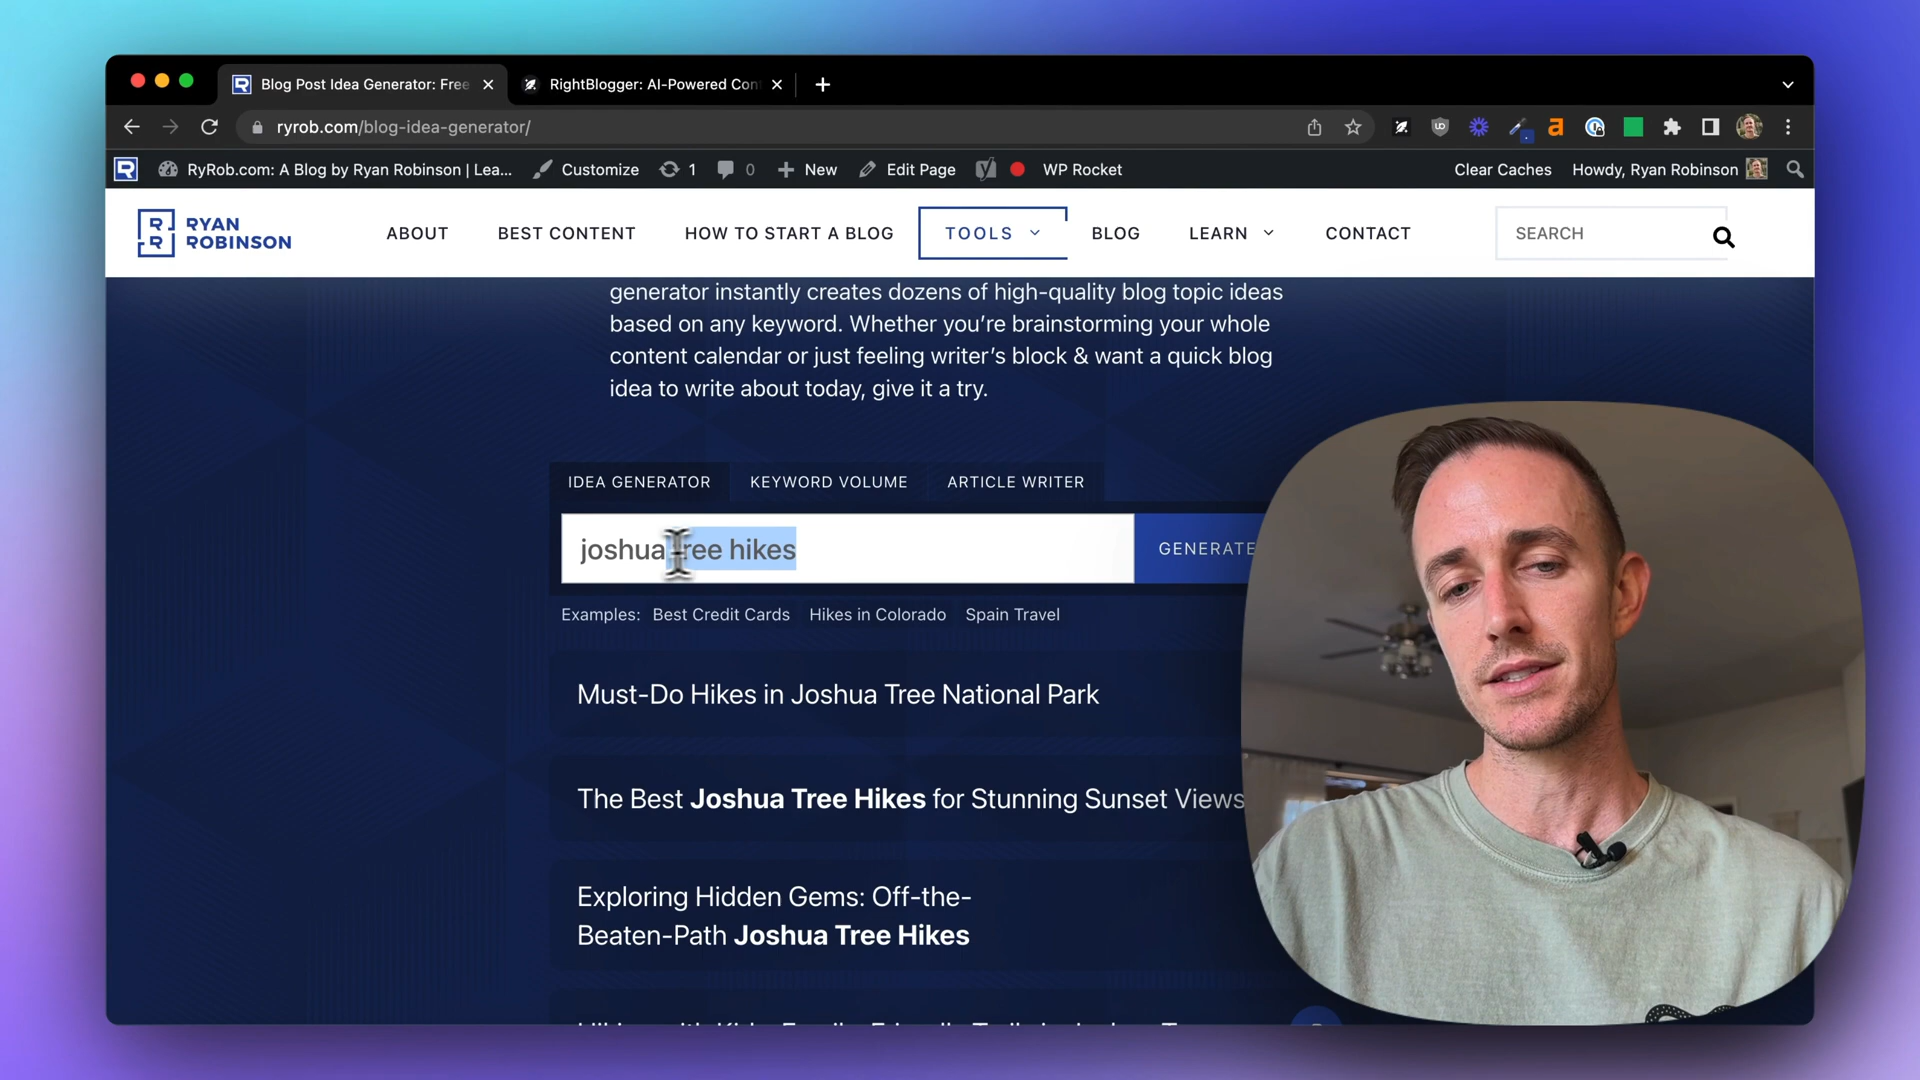 Blog Post Idea Generator: Free
RightBlogger: AI-Powered Con
ryrob.com/blog-idea-generator/
RyRob.com: A Blog by Ryan Robinson | Lea...
Customize
1
0
New
Edit Page
WP Rocket
Clear Caches
Howdy, Ryan Robinson
RYAN
ROBINSON
ABOUT
BEST CONTENT
HOW TO START A BLOG
TOOLS
BLOG
LEARN
CONTACT
SEARCH
generator instantly creates dozens of high-quality blog topic ideas
based on any keyword. Whether you're brainstorming your whole
content calendar or just feeling writer's block & want a quick blog
idea to write about today, give it a try.
IDEA GENERATOR
KEYWORD VOLUME
ARTICLE WRITER
joshua tree hikes
GENERATE
Examples: Best Credit Cards Hikes in Colorado Spain Travel
Must-Do Hikes in Joshua Tree National Park
The Best Joshua Tree Hikes for Stunning Sunset Views
Exploring Hidden Gems: Off-the-
Beaten-Path Joshua Tree Hikes